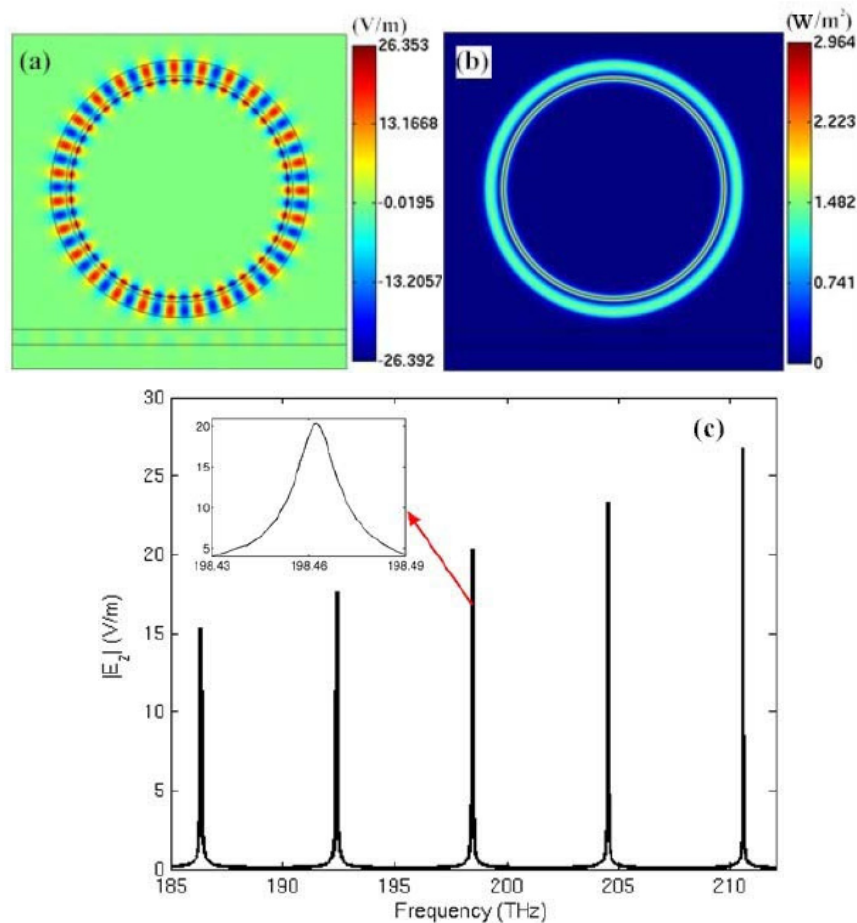 (V/m)
(a)
26.353
13.1668
-0.0195
-13.2057
-26.392
(W/m²)
(b)
2.964
2.223
1.482
0.741
0
(c)
30
25
20
15
10
5
0
|E_z| (V/m)
20
15
10
5
198.43 198.46 198.49
185 190 195 200 205 210
Frequency (THz)